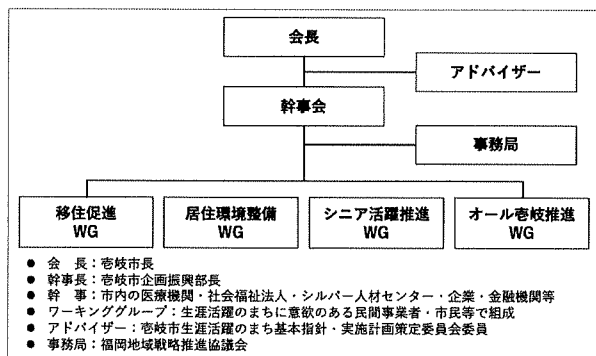 会長
アドバイザー
幹事会
事務局
移住促進
WG
居住環境整備
WG
シニア活躍推進
WG
オール壱岐推進
WG
● 会　長：壱岐市長
● 幹事長：壱岐市企画振興部長
● 幹　事：市内の医療機関・社会福祉法人・シルバー人材センター・企業・金融機関等
● ワーキンググループ：生涯活躍のまちに意欲のある民間事業者・市民等で組成
● アドバイザー：壱岐市生涯活躍のまち基本指針・実施計画策定委員会委員
● 事務局：福岡地域戦略推進協議会